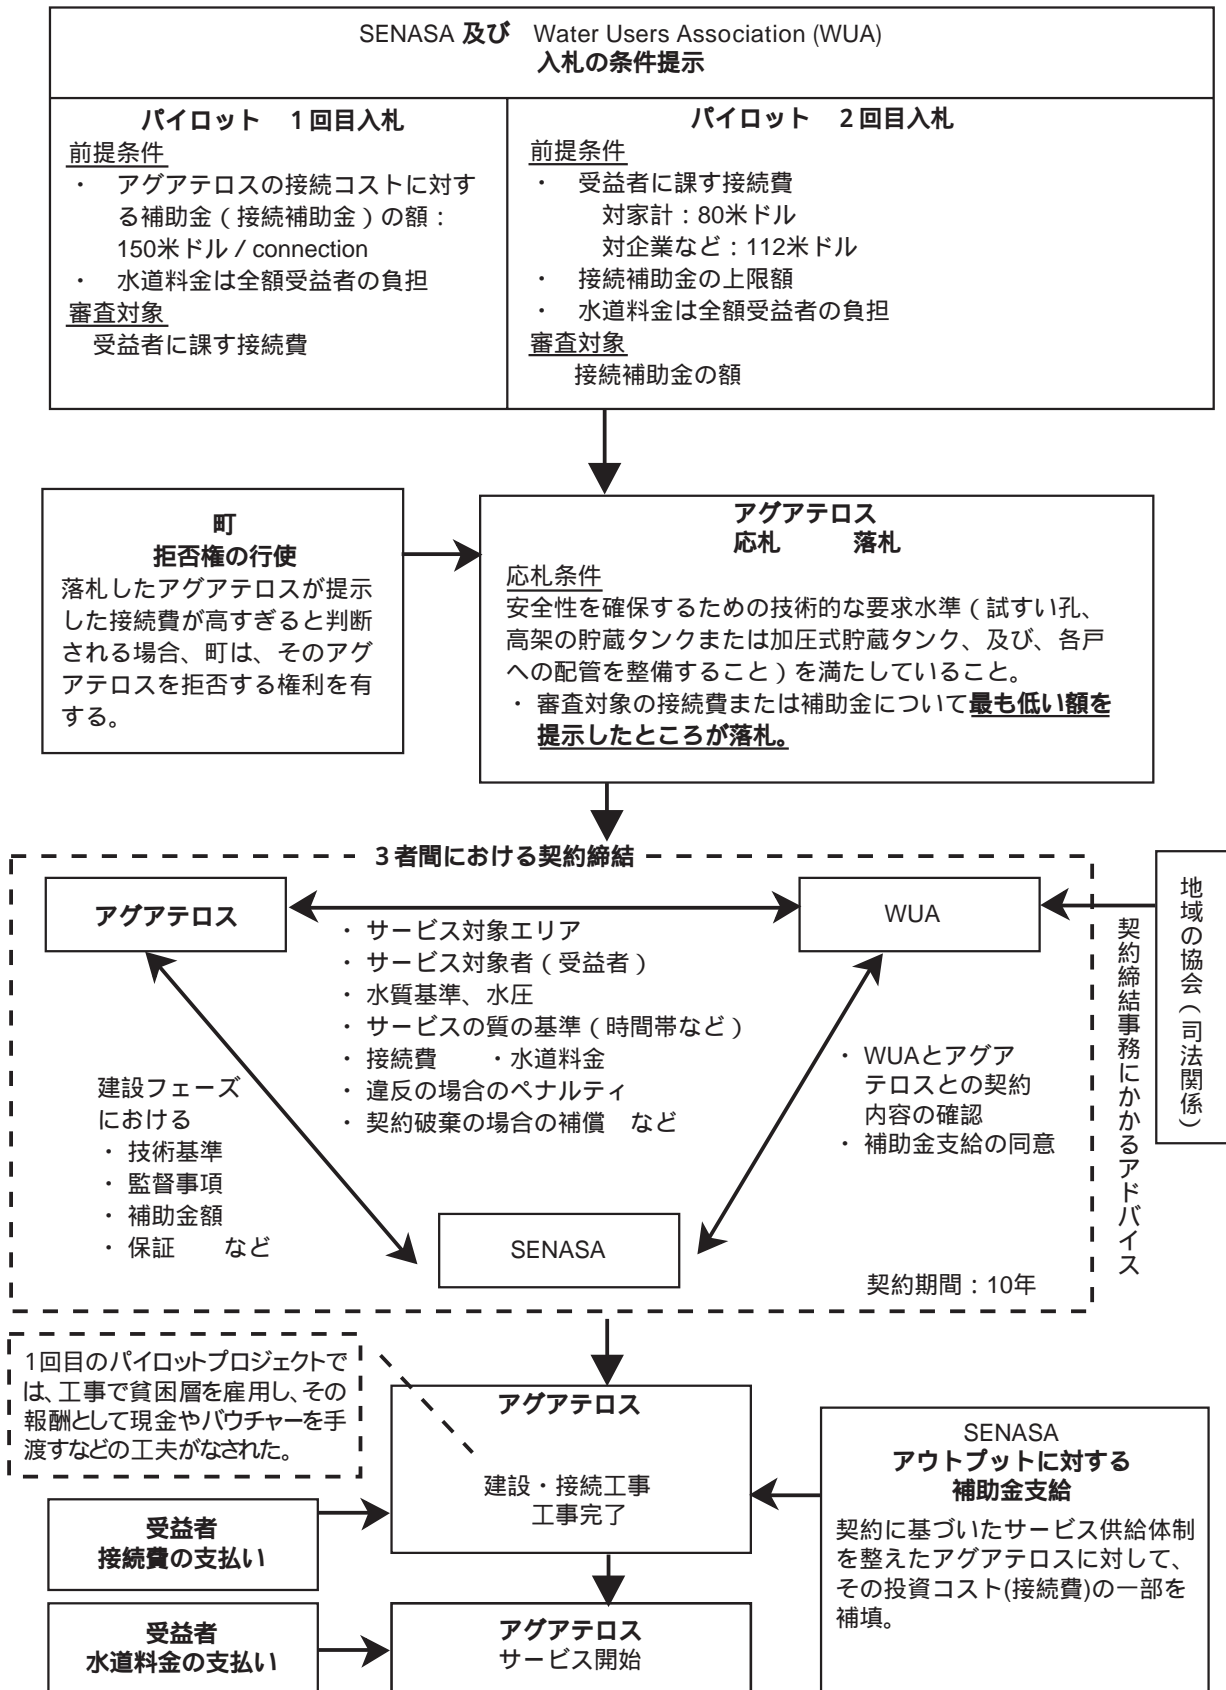 SENASA 及び　Water Users Association (WUA)
入札の条件提示
パイロット　1回目入札
前提条件
・　アグアテロスの接続コストに対す
る補助金（接続補助金）の額：
150米ドル / connection
・　水道料金は全額受益者の負担
審査対象
受益者に課す接続費
パイロット　2回目入札
前提条件
・　受益者に課す接続費
対家計：80米ドル
対企業など：112米ドル
・　接続補助金の上限額
・　水道料金は全額受益者の負担
審査対象
接続補助金の額
町
拒否権の行使
落札したアグアテロスが提示
した接続費が高すぎると判断
される場合、町は、そのアグ
アテロスを拒否する権利を有
する。
アグアテロス
応札　　落札
応札条件
安全性を確保するための技術的な要求水準（試すい孔、
高架の貯蔵タンクまたは加圧式貯蔵タンク、及び、各戸
への配管を整備すること）を満たしていること。
・ 審査対象の接続費または補助金について最も低い額を
提示したところが落札。
3者間における契約締結
アグアテロス
WUA
・ サービス対象エリア
・ サービス対象者（受益者）
・ 水質基準、水圧
・ サービスの質の基準（時間帯など）
・ 接続費　　・水道料金
・ 違反の場合のペナルティ
・ 契約破棄の場合の補償　など
建設フェーズ
における
・ 技術基準
・ 監督事項
・ 補助金額
・ 保証　　など
・ WUAとアグア
テロスとの契約
内容の確認
・ 補助金支給の同意
SENASA
契約期間：10年
地域の協会（司法関係）
契約締結事務にかかるアドバイス
1回目のパイロットプロジェクトで
は、工事で貧困層を雇用し、その
報酬として現金やバウチャーを手
渡すなどの工夫がなされた。
アグアテロス
建設・接続工事
工事完了
SENASA
アウトプットに対する
補助金支給
契約に基づいたサービス供給体制
を整えたアグアテロスに対して、
その投資コスト(接続費)の一部を
補填。
受益者
接続費の支払い
受益者
水道料金の支払い
アグアテロス
サービス開始